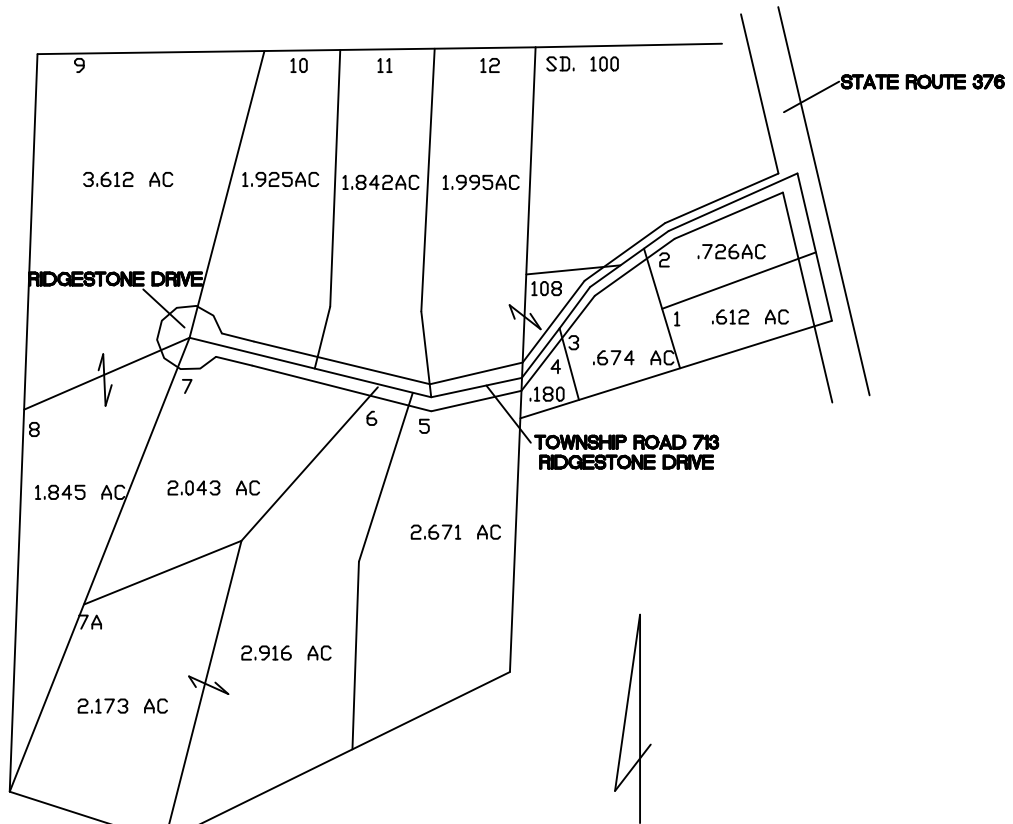 9
10
11
12
SD. 100
STATE ROUTE 376
3.612 AC
1.925AC
1.842AC
1.995AC
2
.726AC
RIDGESTONE DRIVE
108
1
.612 AC
3
.674 AC
4
.180
7
6
5
8
TOWNSHIP ROAD 713
RIDGESTONE DRIVE
1.845 AC
2.043 AC
2.671 AC
7A
2.916 AC
2.173 AC